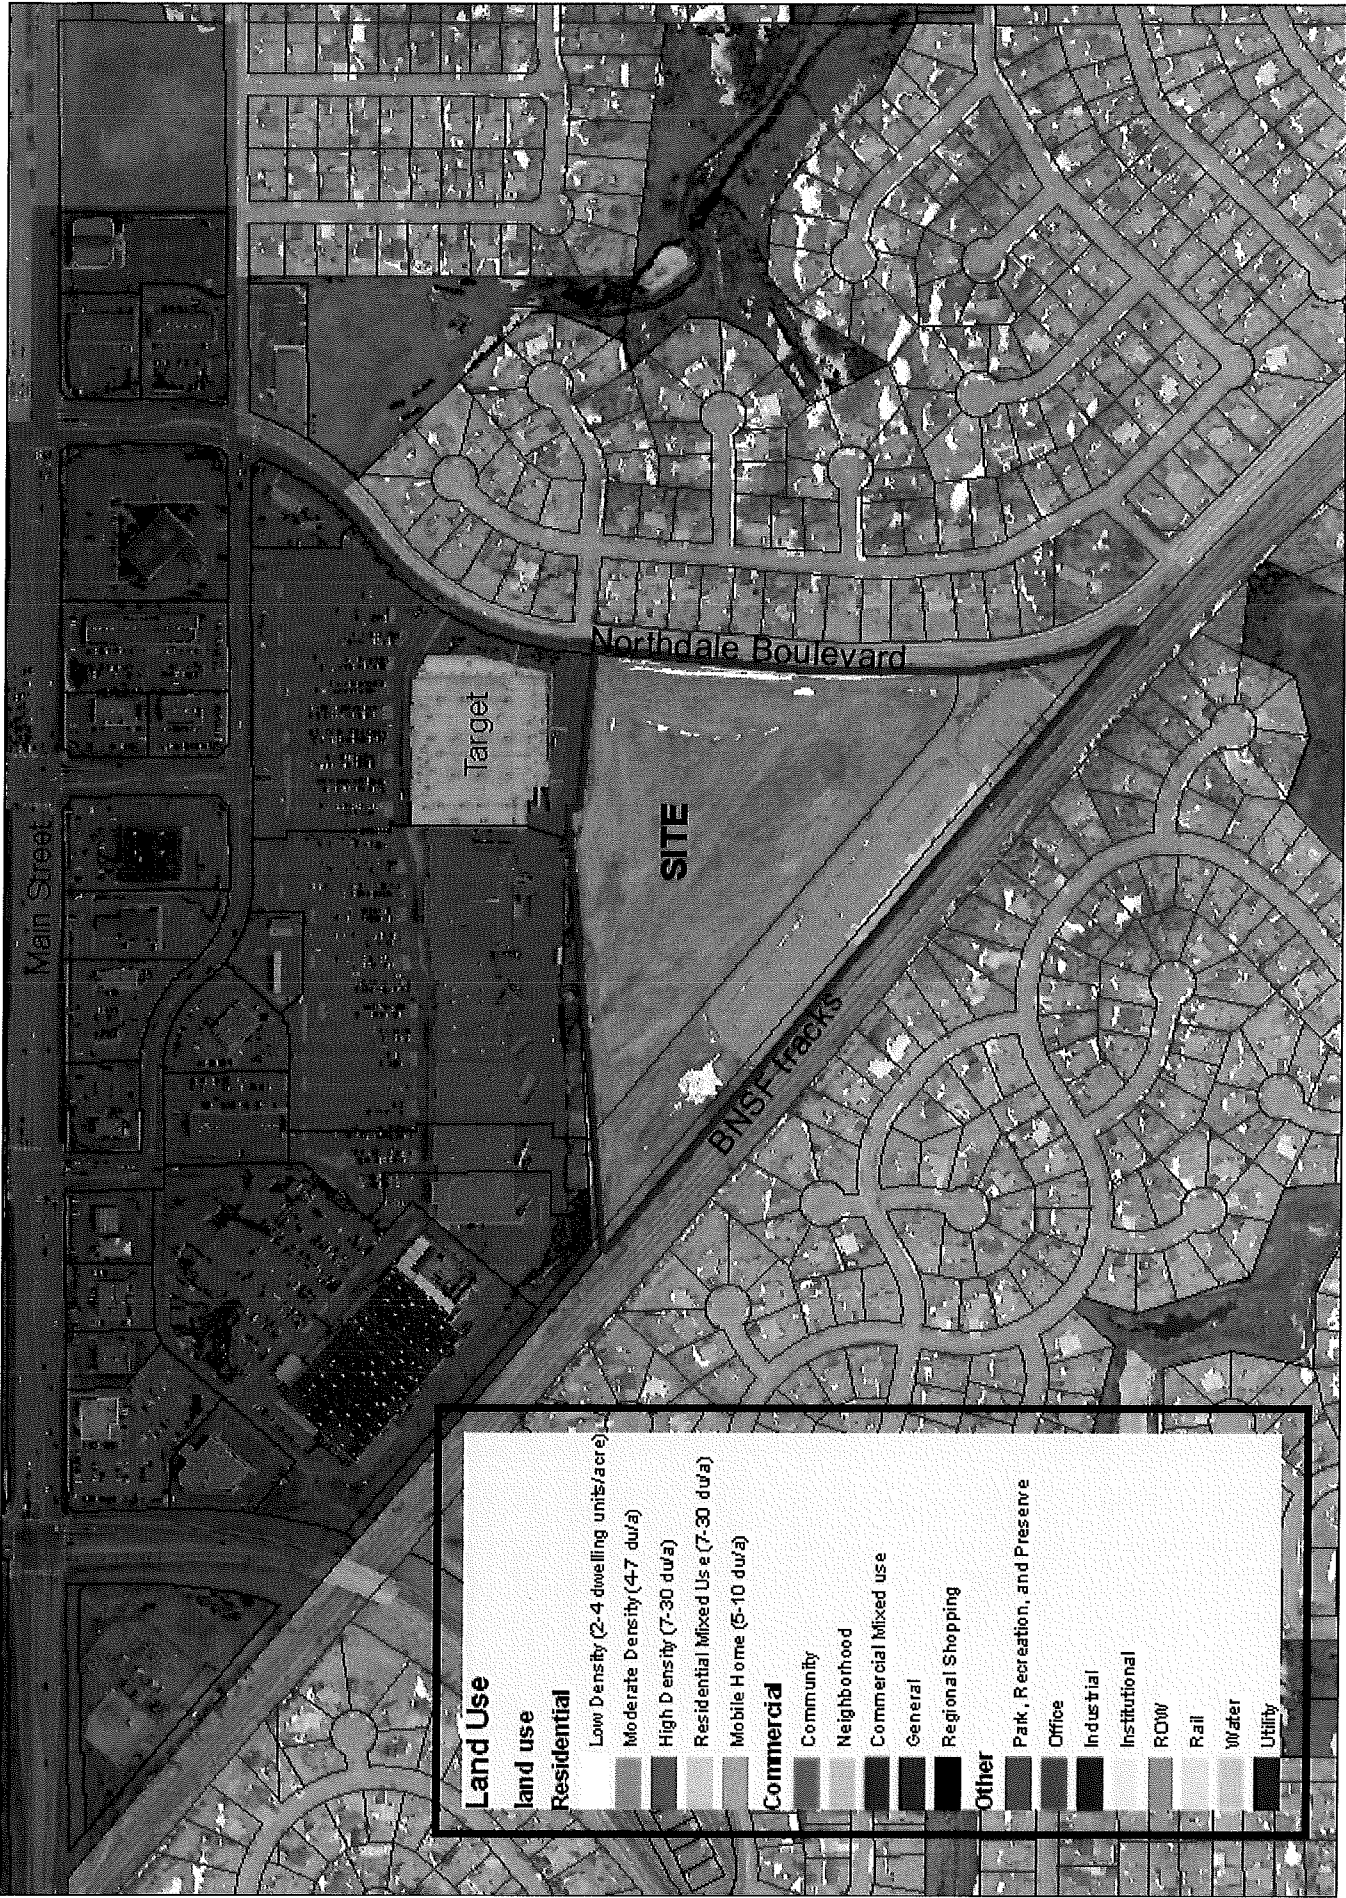 Main Street
Target
Northdale Boulevard
SITE
BNSF tracks
Land Use
land use
Residential
Low Density (2-4 dwelling units/acre)
Moderate Density (4-7 du/a)
High Density (7-30 du/a)
Residential Mixed Use (7-30 du/a)
Mobile Home (5-10 du/a)
Commercial
Community
Neighborhood
Commercial Mixed use
General
Regional Shopping
Other
Park, Recreation, and Preserve
Office
Industrial
Institutional
ROW
Rail
Water
Utility